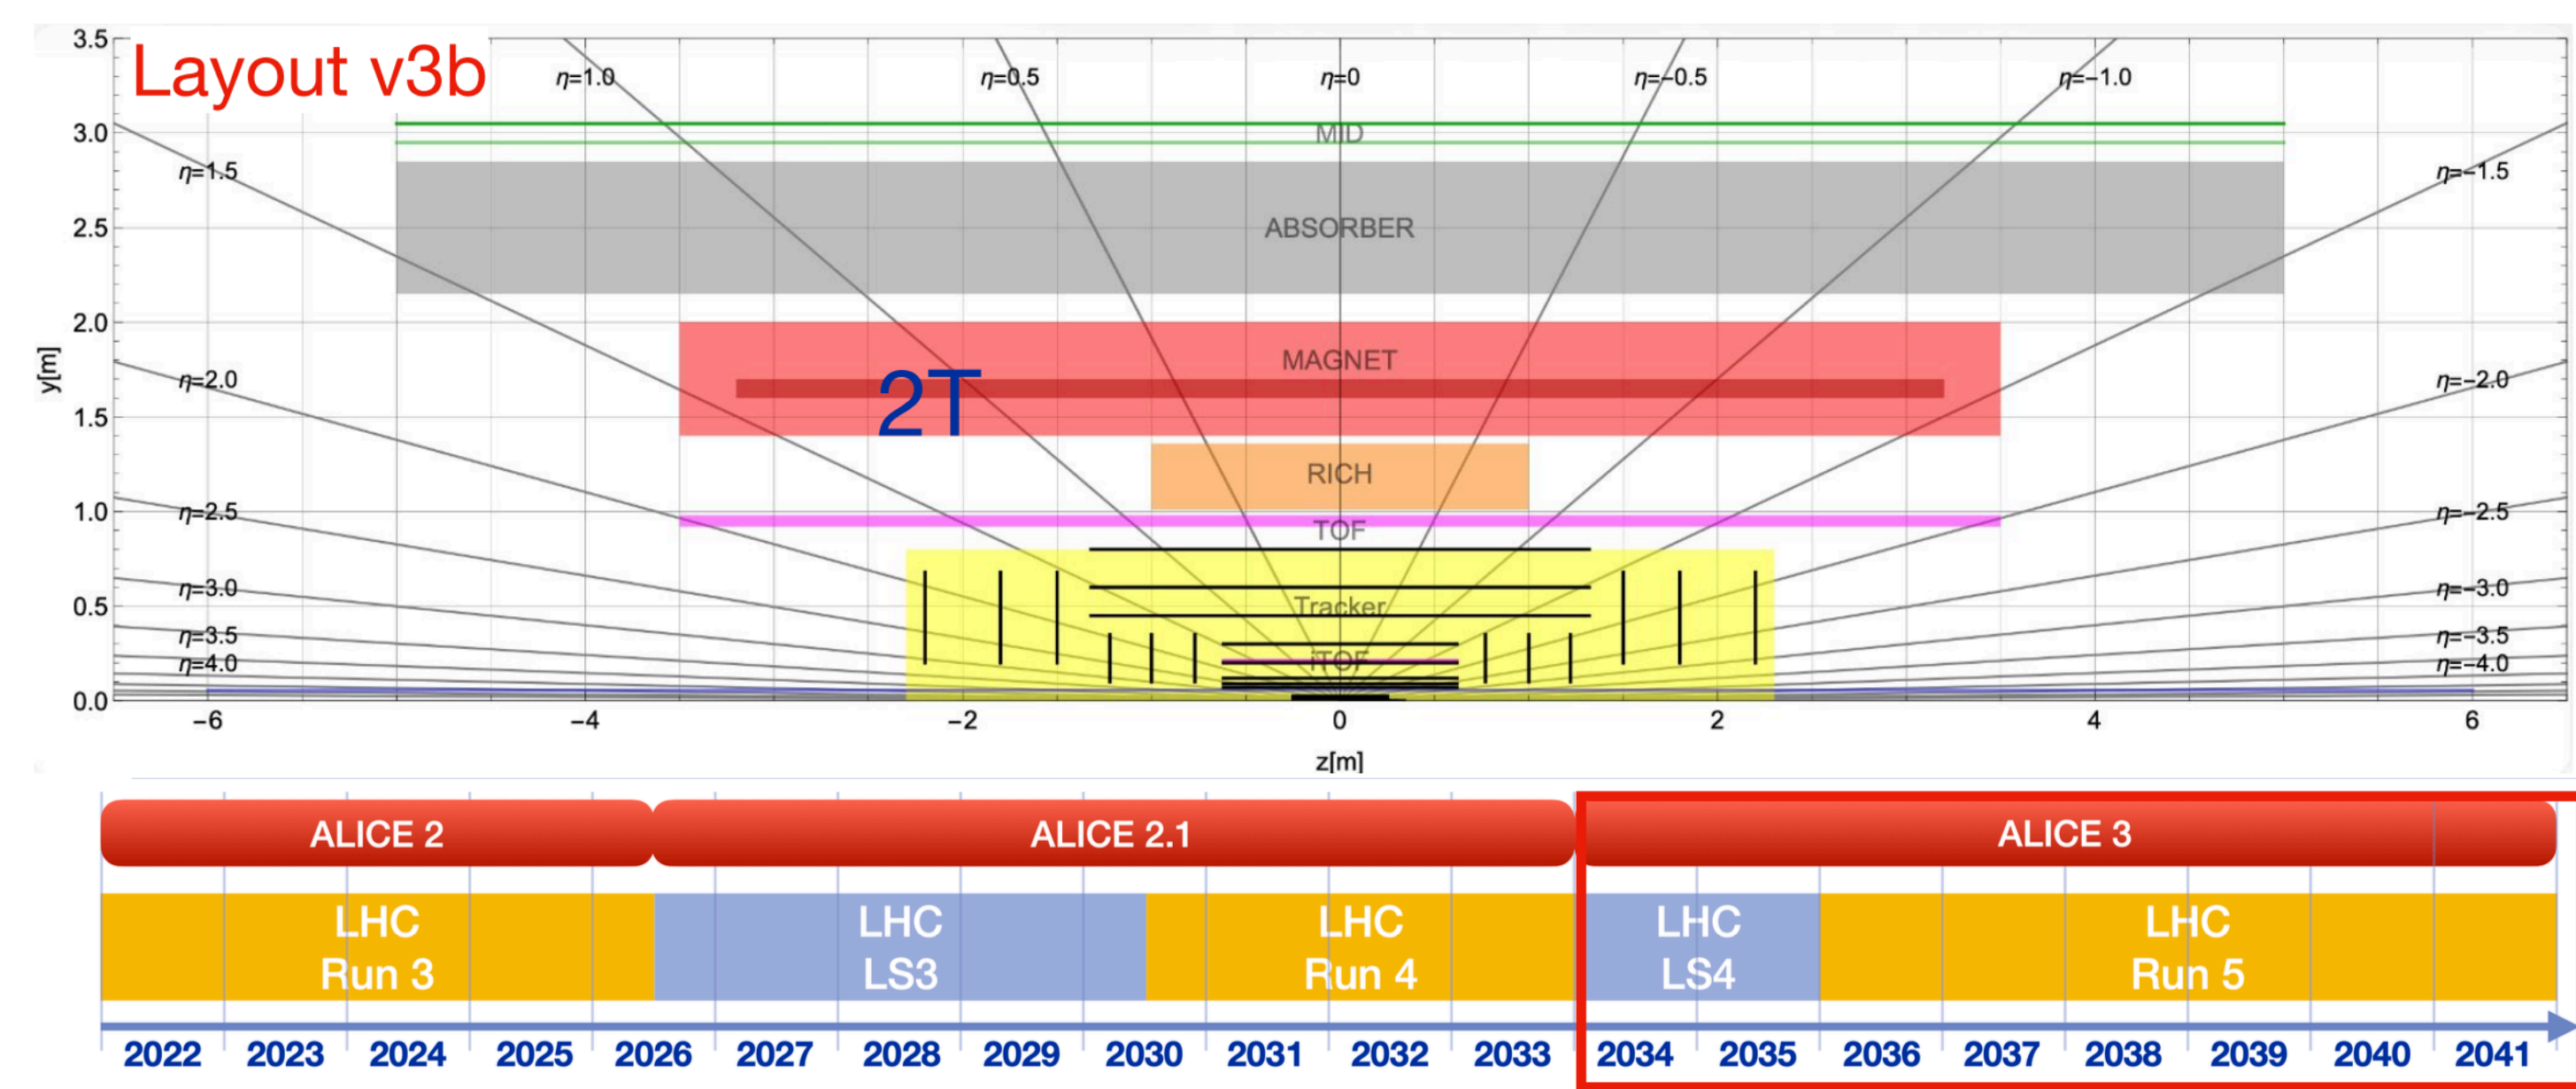 Layout v3b
3.5
η=1.0
η=0.5
η=0
η=-0.5
η=-1.0
3.0
MID
η=1.5
η=-1.5
2.5
ABSORBER
2.0
MAGNET
2T
y[m]
η=2.0
η=-2.0
1.5
RICH
1.0
η=2.5
η=-2.5
TOF
0.5
η=3.0
η=-3.0
Tracker
η=3.5
η=-3.5
iTOF
η=4.0
η=-4.0
0.0
-6
-4
-2
0
2
4
6
z[m]
ALICE 2
ALICE 2.1
ALICE 3
LHC
Run 3
LHC
LS3
LHC
Run 4
LHC
LS4
LHC
Run 5
2022 2023 2024 2025 2026 2027 2028 2029 2030 2031 2032 2033 2034 2035 2036 2037 2038 2039 2040 2041